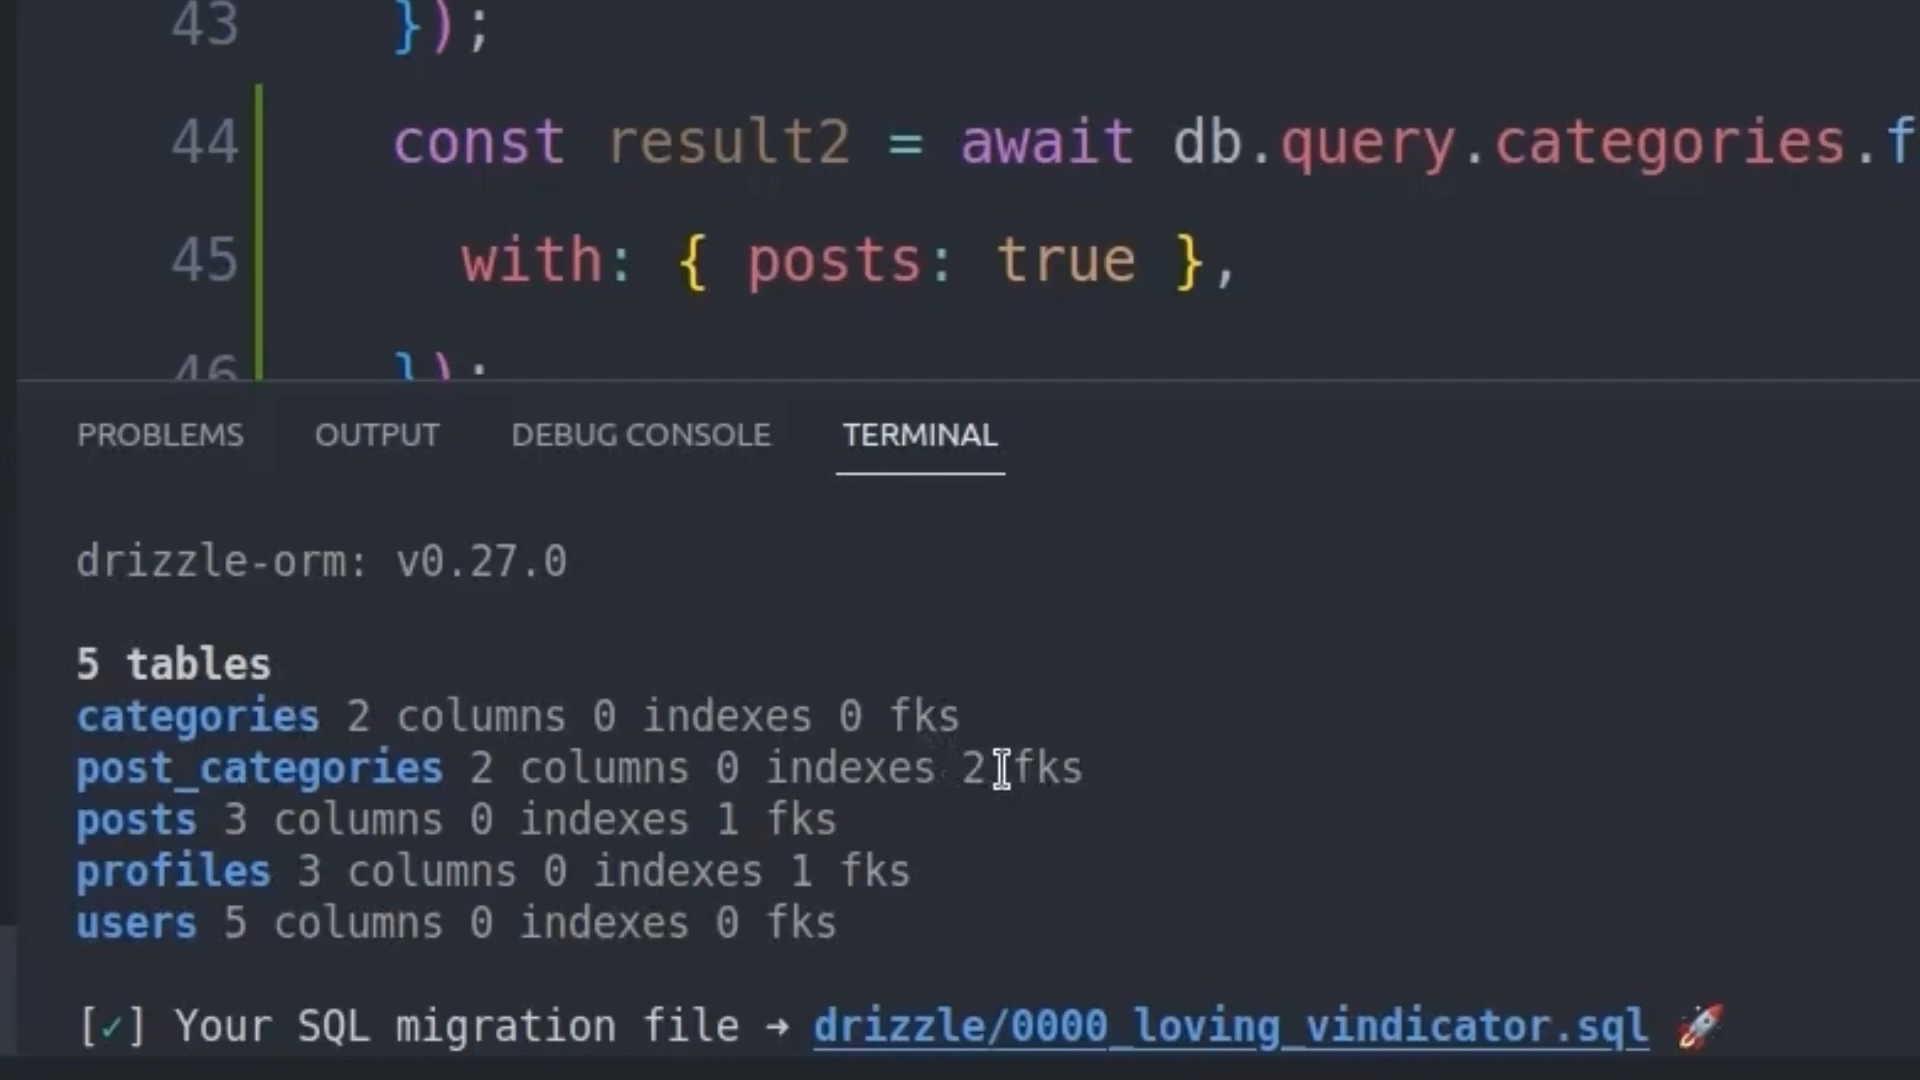 43 });
44 const result2 = await db.query.categories.f
45 with: { posts: true },
46 });
PROBLEMS OUTPUT DEBUG CONSOLE TERMINAL
drizzle-orm: v0.27.0
5 tables
categories 2 columns 0 indexes 0 fks
post_categories 2 columns 0 indexes 2 fks
posts 3 columns 0 indexes 1 fks
profiles 3 columns 0 indexes 1 fks
users 5 columns 0 indexes 0 fks
[✓] Your SQL migration file ➜ drizzle/0000_loving_vindicator.sql 🚀